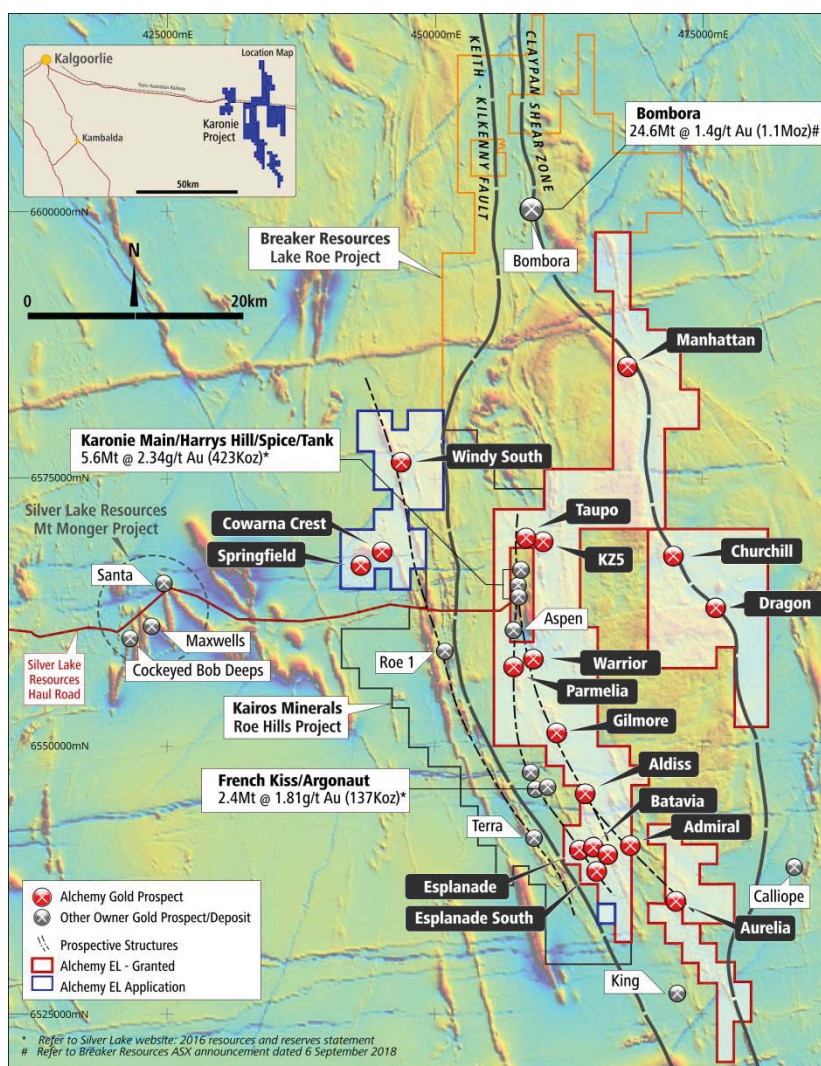 425000mE
450000mE
475000mE
Location Map
Kalgoorlie
Trans Australian Railway
Karonie
Project
Kambalda
50km
KEITH - KILKENNY FAULT
CLAYPAN SHEAR ZONE
Bombora
24.6Mt @ 1.4g/t Au (1.1Moz)#
6600000mN
Bombora
Breaker Resources
Lake Roe Project
N
0
20km
Manhattan
Karonie Main/Harrys Hill/Spice/Tank
5.6Mt @ 2.34g/t Au (423Koz)*
Windy South
6575000mN
Silver Lake Resources
Mt Monger Project
Taupo
Cowarna Crest
Springfield
KZ5
Churchill
Santa
Dragon
Aspen
Maxwells
Cockeyed Bob Deeps
Silver Lake
Resources
Haul Road
Roe 1
Warrior
Parmelia
Kairos Minerals
Roe Hills Project
Gilmore
6550000mN
Aldiss
French Kiss/Argonaut
2.4Mt @ 1.81g/t Au (137Koz)*
Batavia
Terra
Admiral
Esplanade
Calliope
Esplanade South
Aurelia
Alchemy Gold Prospect
Other Owner Gold Prospect/Deposit
Prospective Structures
Alchemy EL - Granted
Alchemy EL Application
King
6525000mN
* Refer to Silver Lake website: 2016 resources and reserves statement
# Refer to Breaker Resources ASX announcement dated 6 September 2018